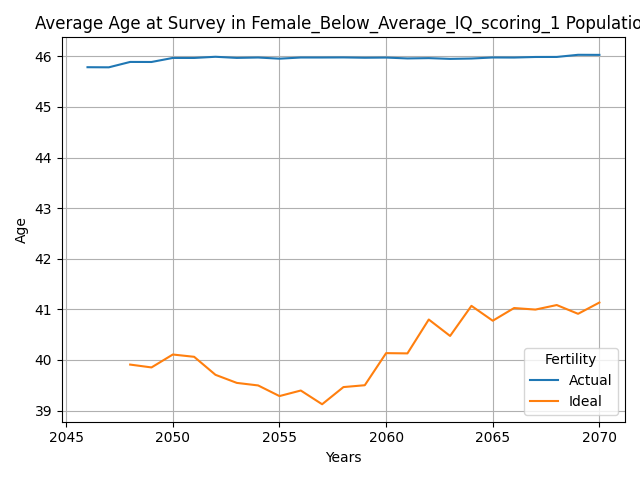 Average Age at Survey in Female_Below_Average_IQ_scoring_1 Populatio
46
45
44
43
42
41
40
39
Age
2045 2050 2055 2060 2065 2070
Years
Fertility
Actual
Ideal